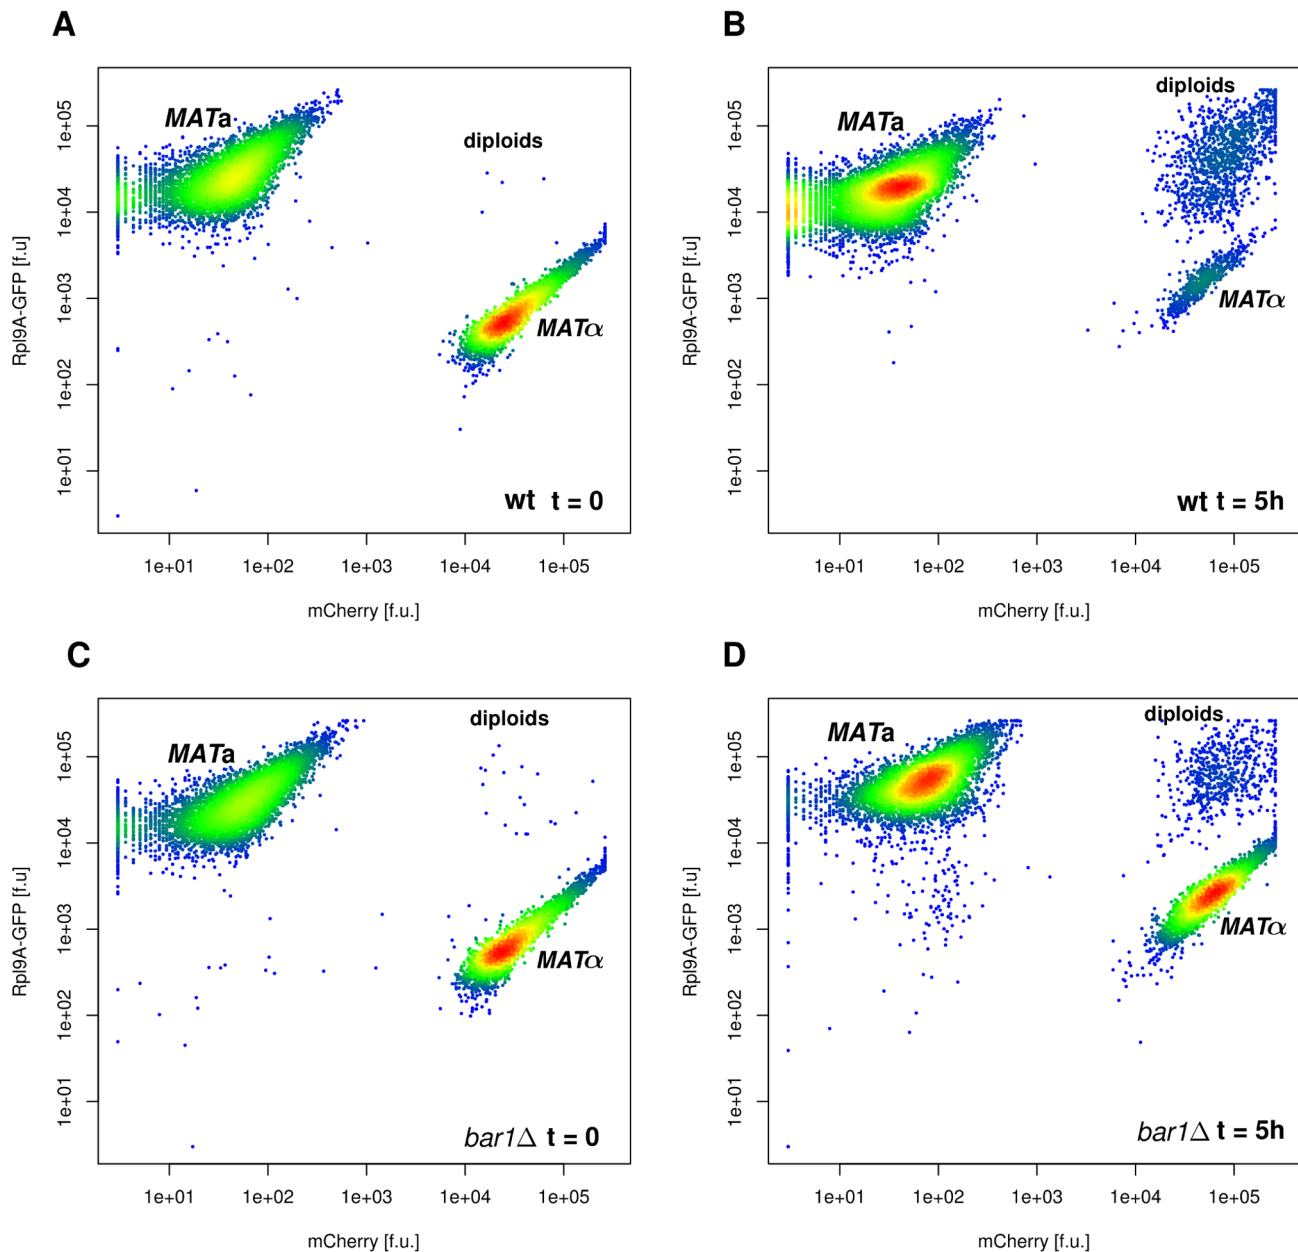 A
MATa
diploids
MATα
wt t = 0
Rpl9A-GFP [f.u]
1e+05
1e+04
1e+03
1e+02
1e+01
1e+01 1e+02 1e+03 1e+04 1e+05
mCherry [f.u.]
B
diploids
MATa
MATα
wt t = 5h
Rpl9A-GFP [f.u]
1e+05
1e+04
1e+03
1e+02
1e+01
1e+01 1e+02 1e+03 1e+04 1e+05
mCherry [f.u.]
C
diploids
MATa
MATα
bar1Δ t = 0
Rpl9A-GFP [f.u]
1e+05
1e+04
1e+03
1e+02
1e+01
1e+01 1e+02 1e+03 1e+04 1e+05
mCherry [f.u.]
D
diploids
MATa
MATα
bar1Δ t = 5h
Rpl9A-GFP [f.u]
1e+05
1e+04
1e+03
1e+02
1e+01
1e+01 1e+02 1e+03 1e+04 1e+05
mCherry [f.u.]